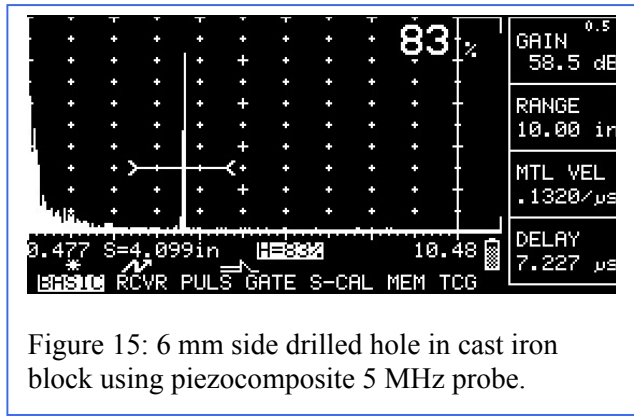 83 %
GAIN 0.5
58.5 dB
RANGE
10.00 in
MTL VEL
.1320/µs
DELAY
7.227 µs
0.477 S=4.099in H=83% 10.48
BASIC RCVR PULS GATE S-CAL MEM TCG
Figure 15: 6 mm side drilled hole in cast iron
block using piezocomposite 5 MHz probe.